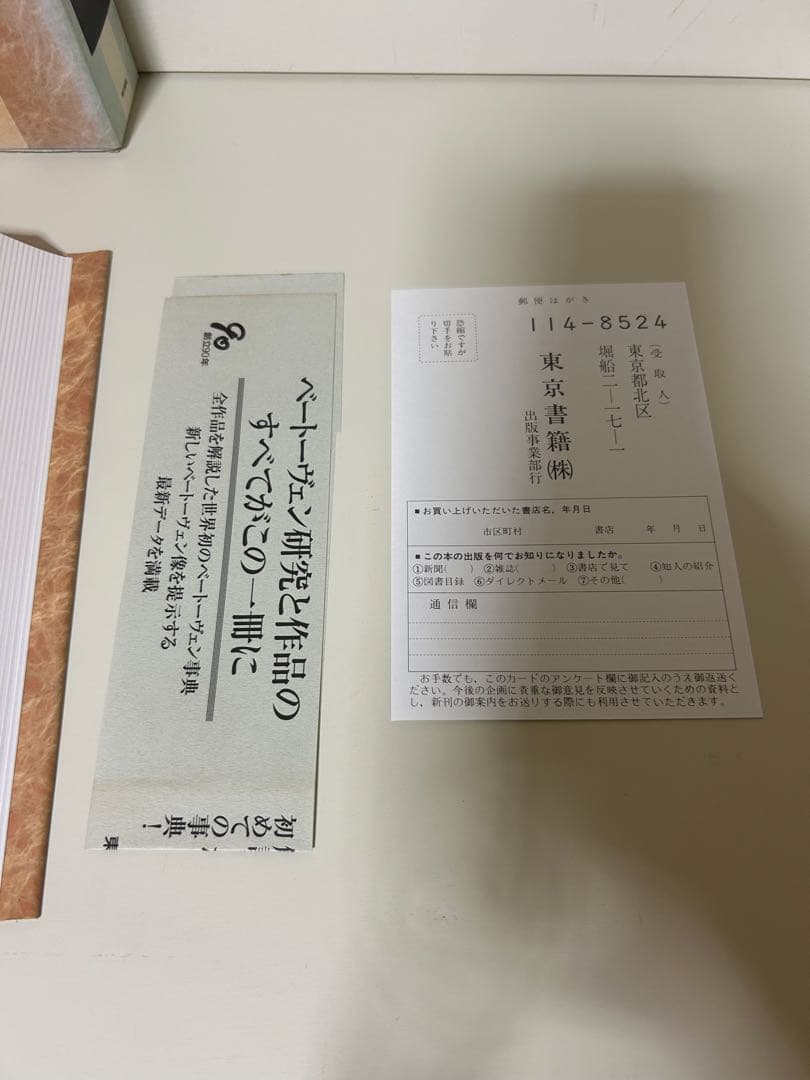 創立90年
ベートーヴェン研究と作品の
すべてがこの一冊に
全作品を解説した世界初のベートーヴェン事典
新しいベートーヴェン像を提示する
最新データを満載
初めての事典!
東
郵便はがき
114-8524
恐縮ですが
切手をお貼
り下さい
(受取人)
東京都北区
堀船二—一七—一
東京書籍㈱
出版事業部行
■お買い上げいただいた書店名、年月日
市区町村 書店 年 月 日
■この本の出版を何でお知りになりましたか。
①新聞( ) ②雑誌( ) ③書店で見て ④知人の紹介
⑤図書目録 ⑥ダイレクトメール ⑦その他( )
通信欄
お手数でも、このカードのアンケート欄に御記入のうえ御返送く
ださい。今後の企画に貴重な御意見を反映させていくための資料と
し、新刊の御案内をお送りする際にも利用させていただきます。